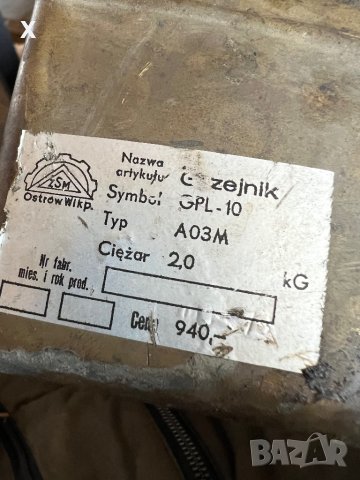 x
ZSM
Ostrów Wlkp.
Nazwa
artykułu
Symbol GPL-10
Typ A03M
Ciężar 2,0 kG
Nr fabr.
mies. i rok prod.
Cena 940,-
BAZAR